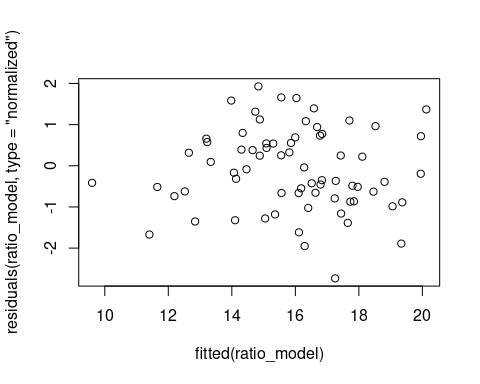 residuals(ratio_model, type = "normalized")
2
1
0
-1
-2
10 12 14 16 18 20
fitted(ratio_model)